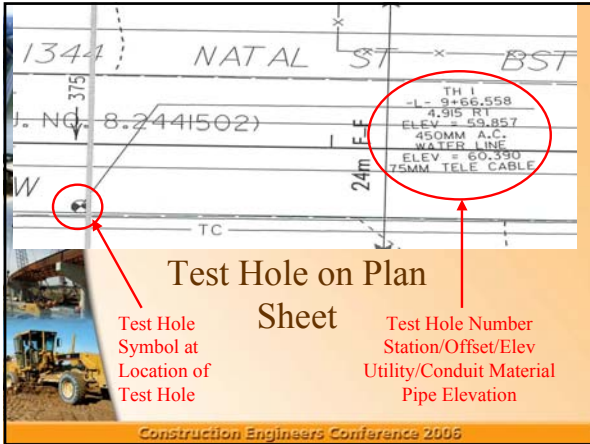 1344 NATAL ST BST
375
J. NO. 8.2441502)
TH 1
-L- 9+66.558
4.915 RT
ELEV = 59.857
450MM A.C.
WATER LINE
ELEV = 60.390
75MM TELE CABLE
24m F-F
W
TC
Test Hole on Plan
Sheet
Test Hole
Symbol at
Location of
Test Hole
Test Hole Number
Station/Offset/Elev
Utility/Conduit Material
Pipe Elevation
Construction Engineers Conference 2006